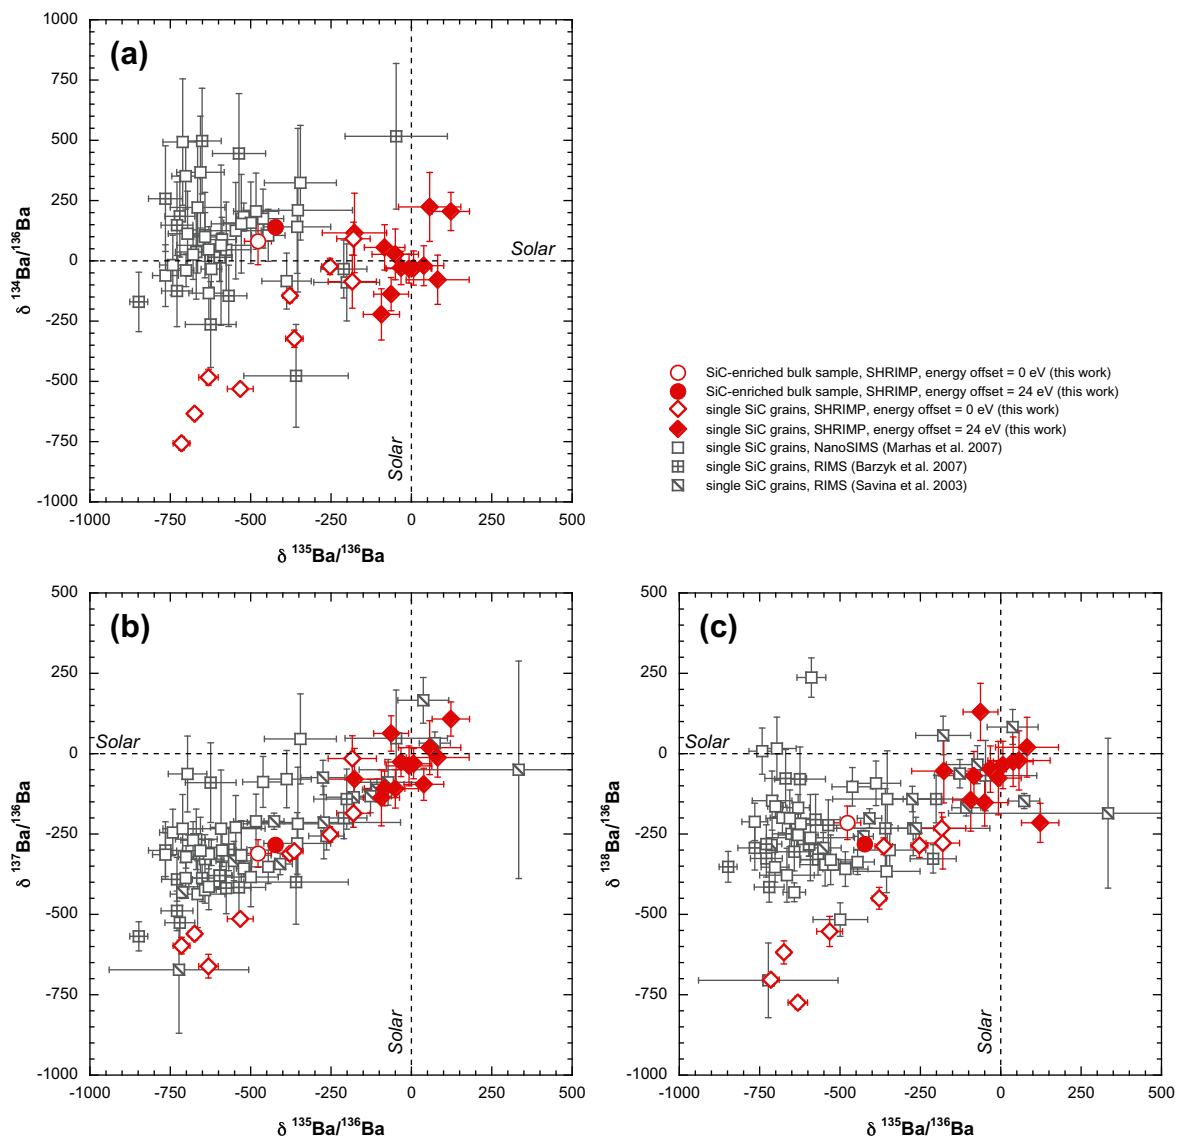 (a)
1000
750
500
250
0
-250
-500
-750
-1000
δ ¹³⁴Ba/¹³⁶Ba
Solar
Solar
-1000 -750 -500 -250 0 250 500
δ ¹³⁵Ba/¹³⁶Ba
SiC-enriched bulk sample, SHRIMP, energy offset = 0 eV (this work)
SiC-enriched bulk sample, SHRIMP, energy offset = 24 eV (this work)
single SiC grains, SHRIMP, energy offset = 0 eV (this work)
single SiC grains, SHRIMP, energy offset = 24 eV (this work)
single SiC grains, NanoSIMS (Marhas et al. 2007)
single SiC grains, RIMS (Barzyk et al. 2007)
single SiC grains, RIMS (Savina et al. 2003)
(b)
500
250
0
-250
-500
-750
-1000
δ ¹³⁷Ba/¹³⁶Ba
Solar
Solar
-1000 -750 -500 -250 0 250 500
δ ¹³⁵Ba/¹³⁶Ba
(c)
500
250
0
-250
-500
-750
-1000
δ ¹³⁸Ba/¹³⁶Ba
Solar
Solar
-1000 -750 -500 -250 0 250 500
δ ¹³⁵Ba/¹³⁶Ba